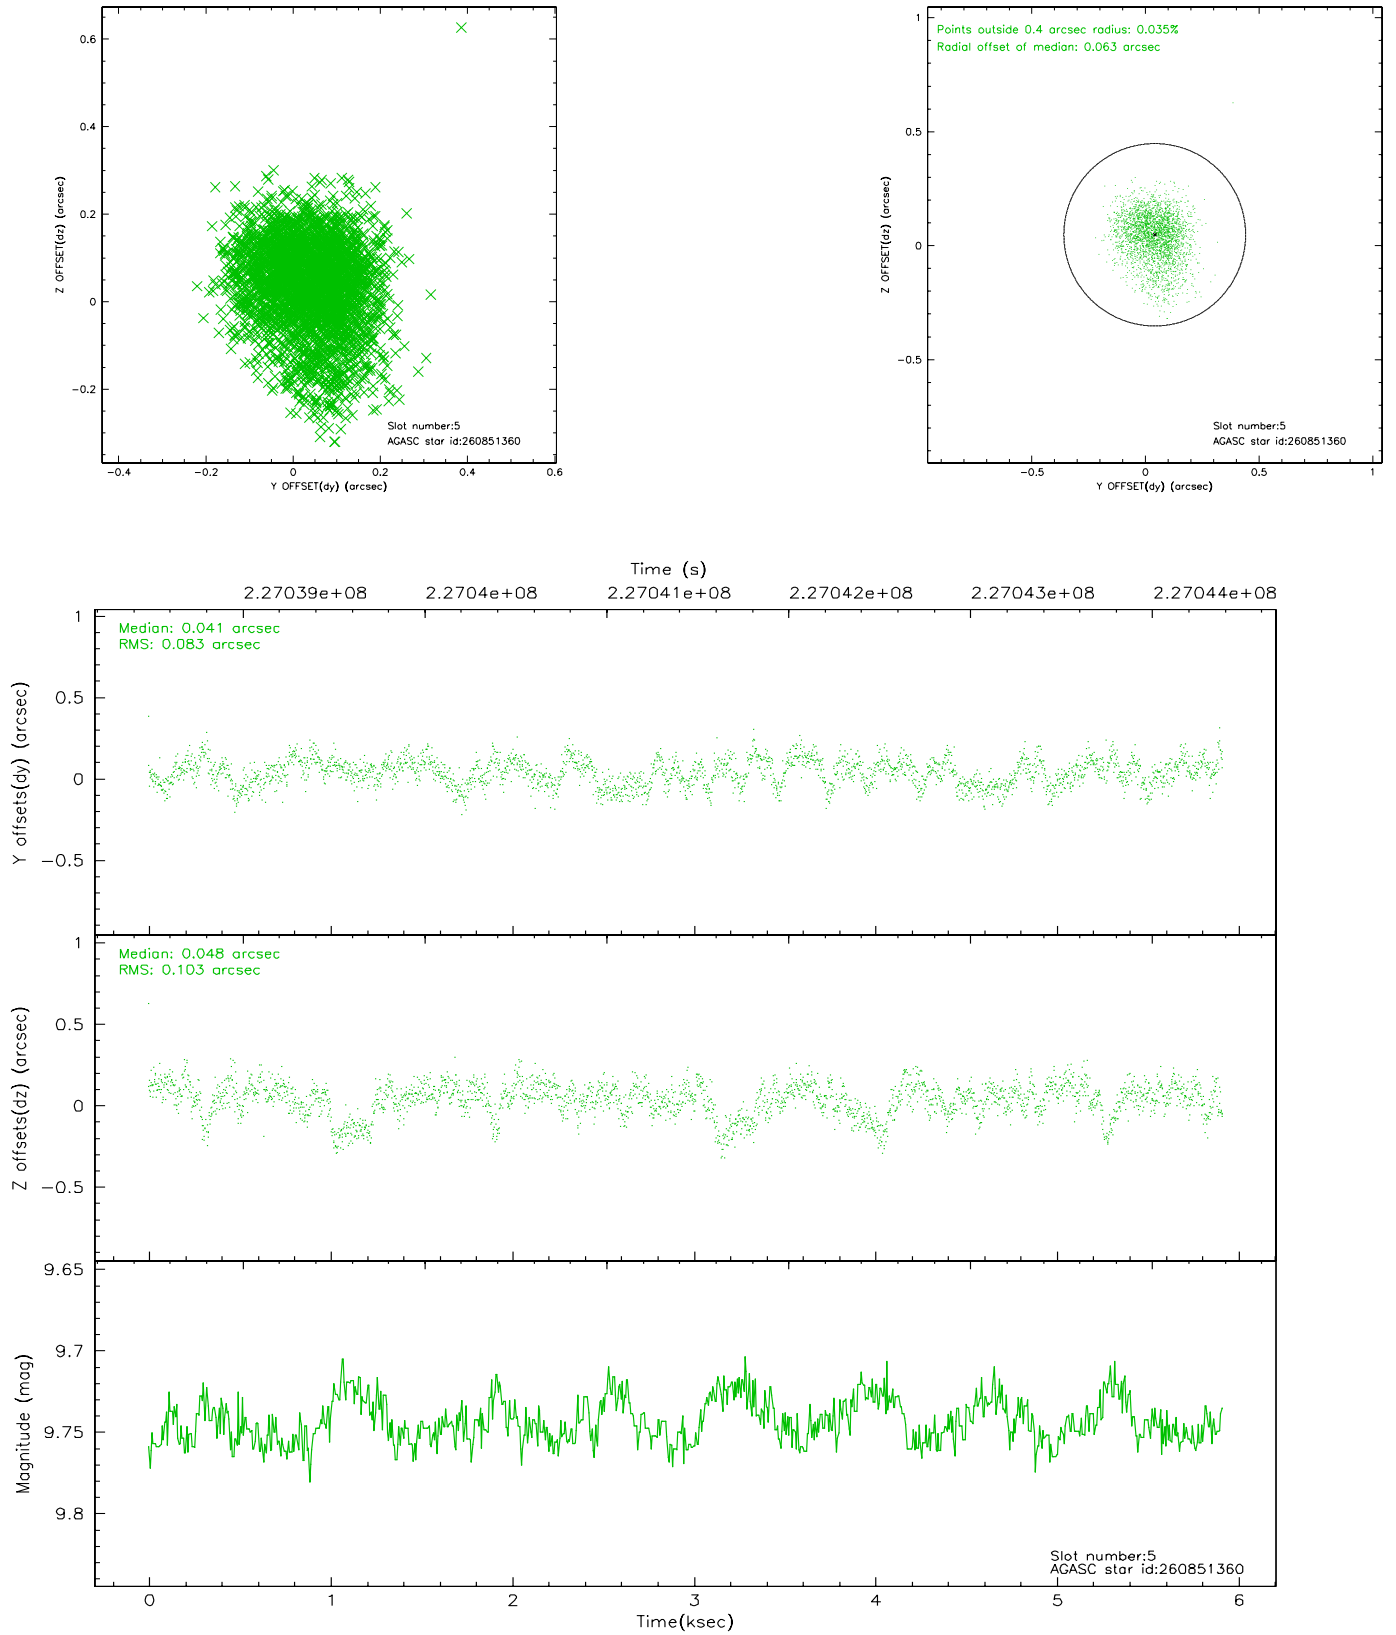 0.6
0.4
0.2
0
−0.2
Z OFFSET(dz) (arcsec)
Slot number:5
AGASC star id:260851360
−0.4
−0.2
0
0.2
0.4
0.6
Y OFFSET(dy) (arcsec)
Points outside 0.4 arcsec radius: 0.035%
Radial offset of median: 0.063 arcsec
1
0.5
0
−0.5
Z OFFSET(dz) (arcsec)
Slot number:5
AGASC star id:260851360
−0.5
0
0.5
1
Y OFFSET(dy) (arcsec)
Time (s)
2.27039e+08
2.2704e+08
2.27041e+08
2.27042e+08
2.27043e+08
2.27044e+08
Median: 0.041 arcsec
RMS: 0.083 arcsec
1
0.5
0
−0.5
Y offsets(dy) (arcsec)
Median: 0.048 arcsec
RMS: 0.103 arcsec
1
0.5
0
−0.5
Z offsets(dz) (arcsec)
9.65
9.7
9.75
9.8
Magnitude (mag)
Slot number:5
AGASC star id:260851360
0
1
2
3
4
5
6
Time(ksec)